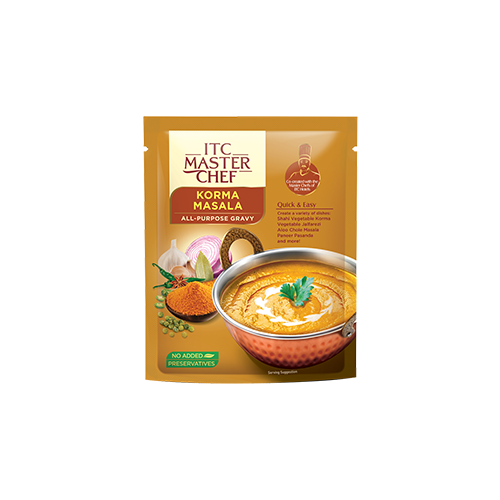 ITC
MASTER
CHEF
KORMA
MASALA
ALL-PURPOSE GRAVY
Co-created with the
Master Chefs of
ITC Hotels
Quick & Easy
Create a variety of dishes:
Shahi Vegetable Korma
Vegetable Jalfarezi
Aloo Chole Masala
Paneer Pasanda
and more!
NO ADDED
PRESERVATIVES
Serving Suggestion